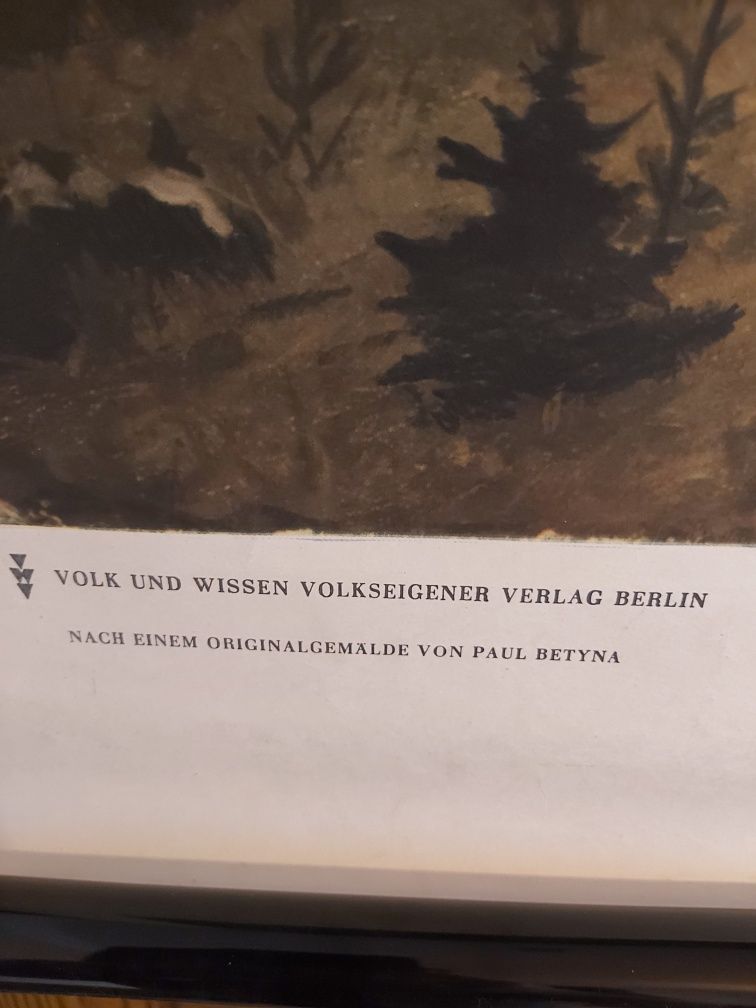 VOLK UND WISSEN VOLKSEIGENER VERLAG BERLIN
NACH EINEM ORIGINALGEMÄLDE VON PAUL BETYNA